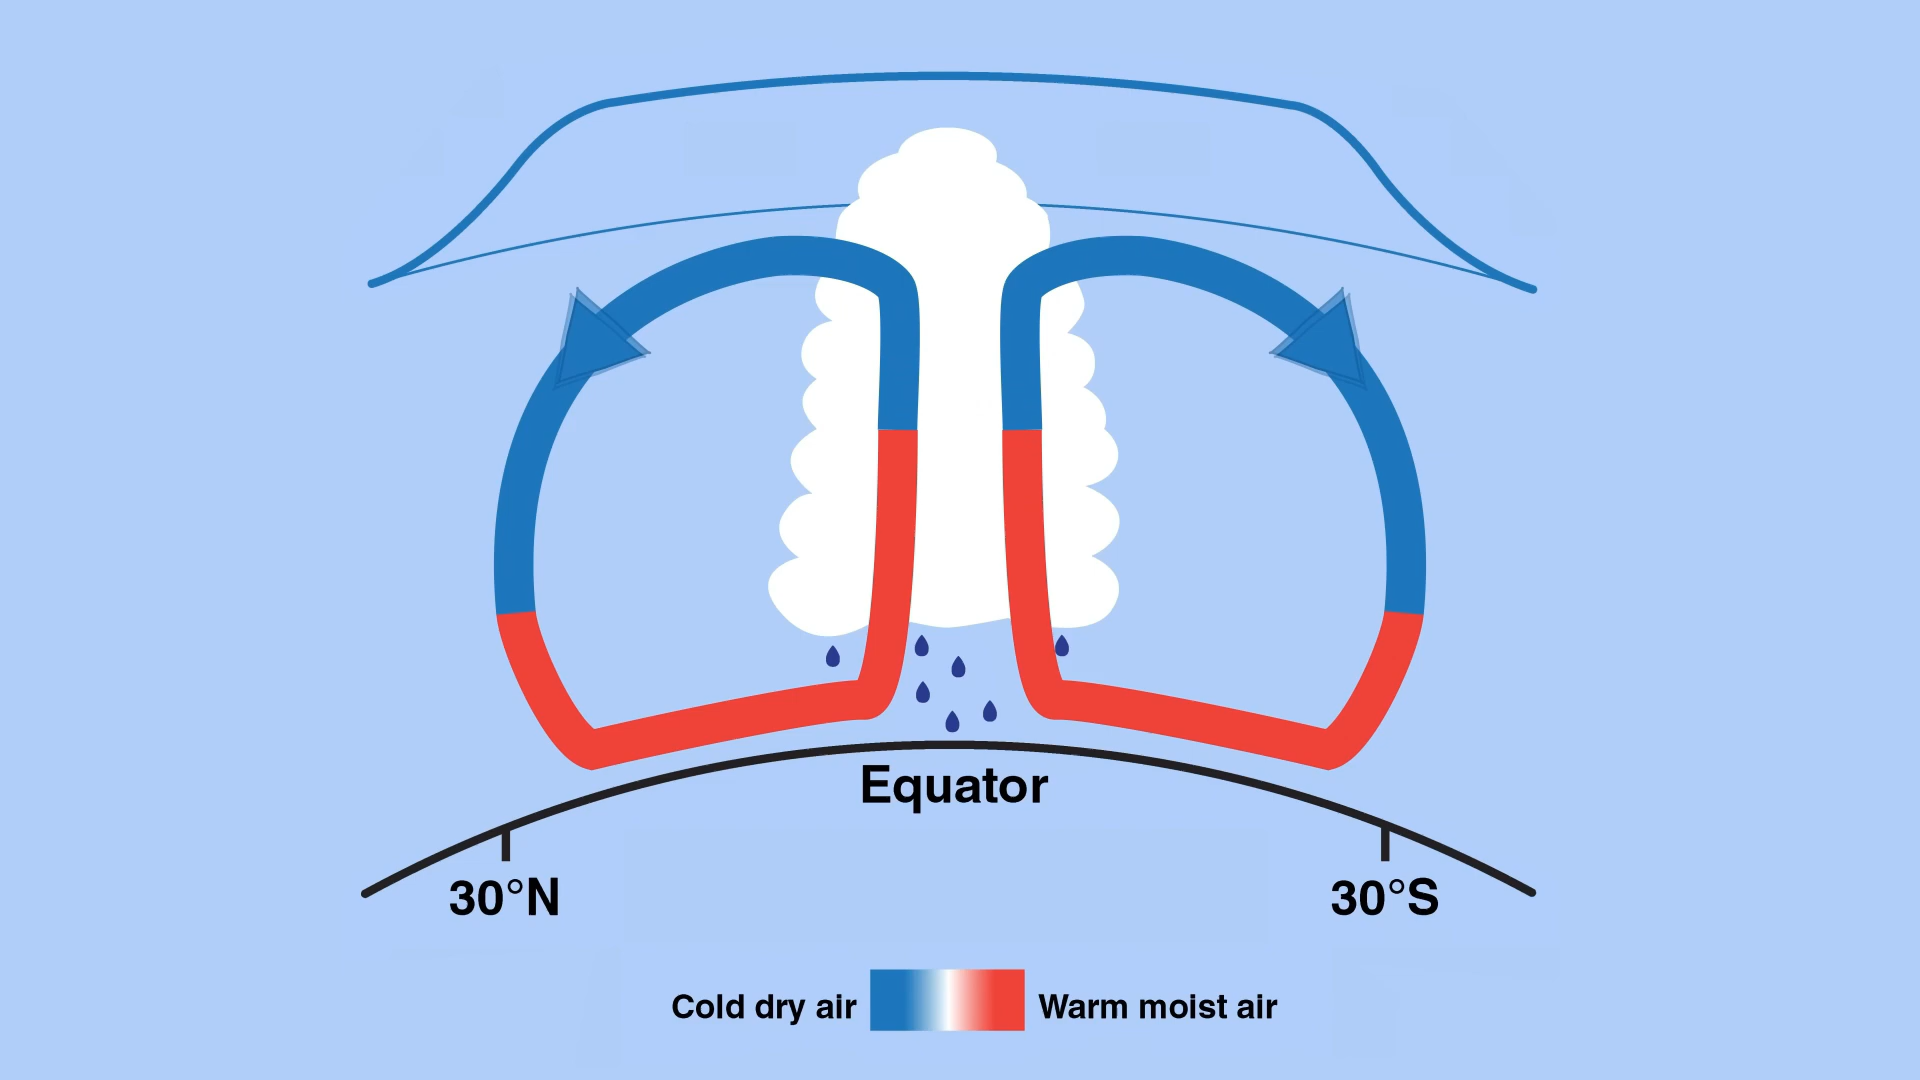 Equator
30°N
30°S
Cold dry air
Warm moist air